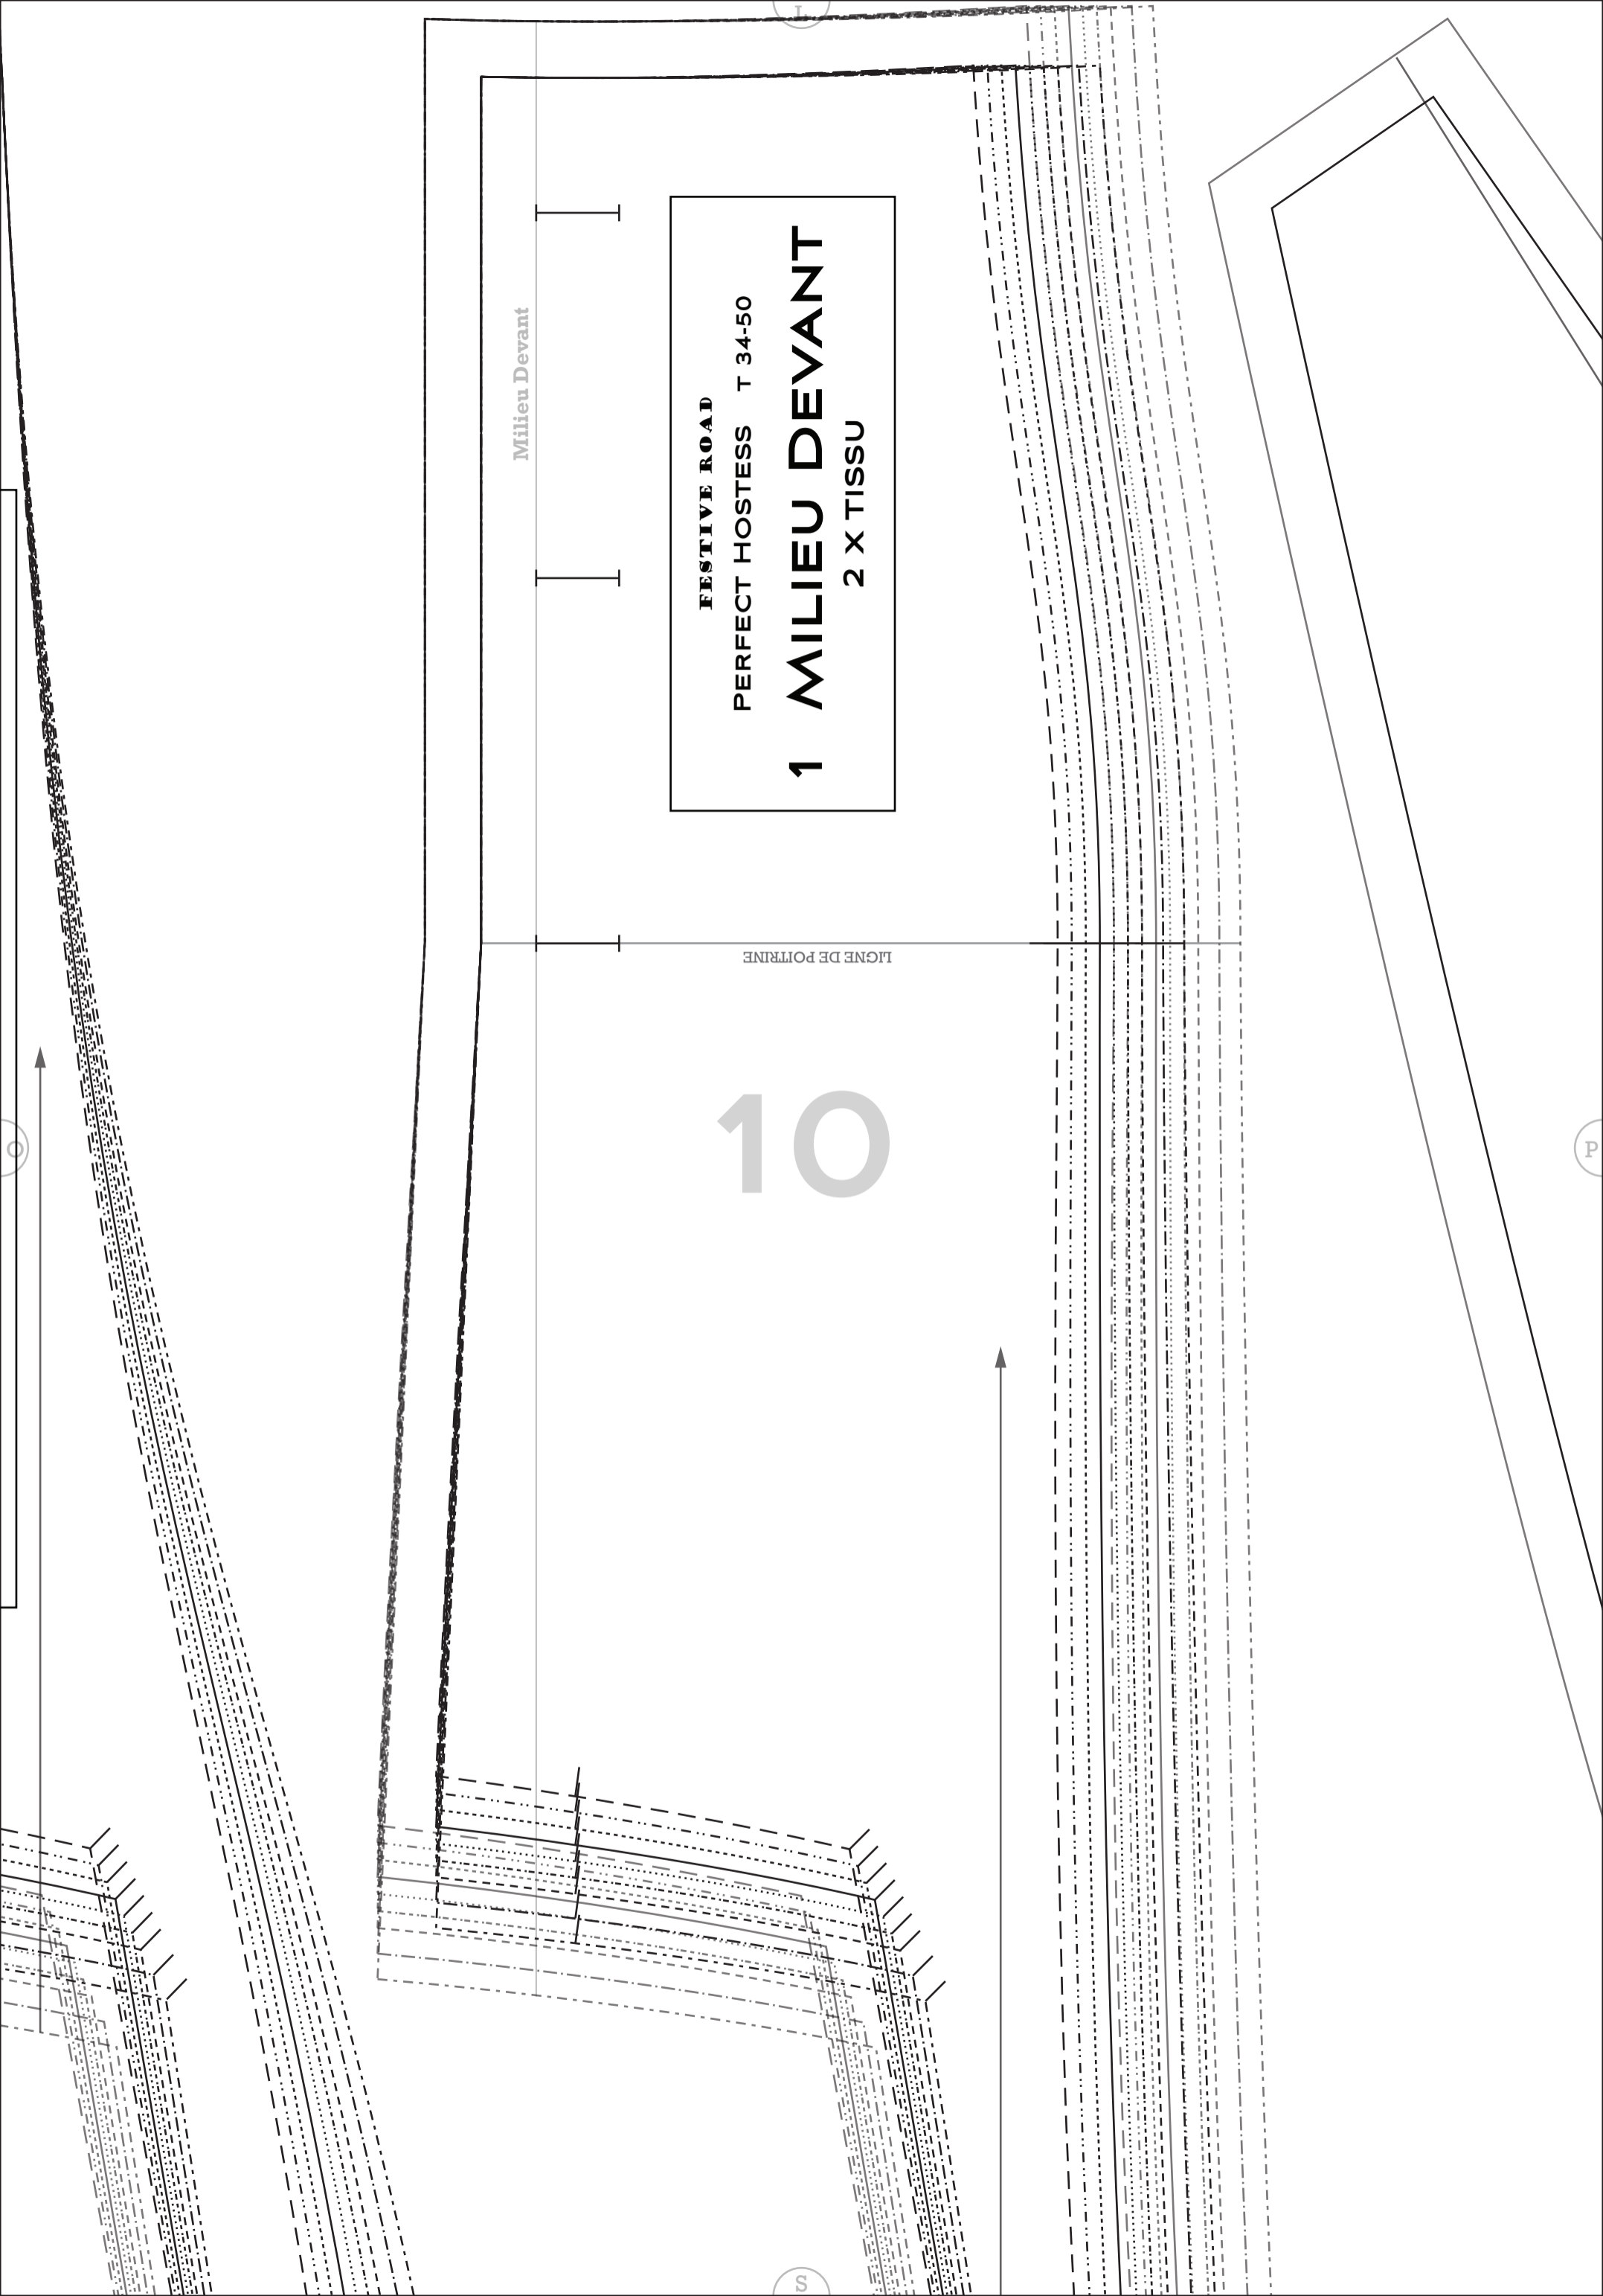 Milieu Devant
FESTIVE ROAD
PERFECT HOSTESS T 34-50
1 MILIEU DEVANT
2 X TISSU
LIGNE DE POITRINE
10
O
P
S